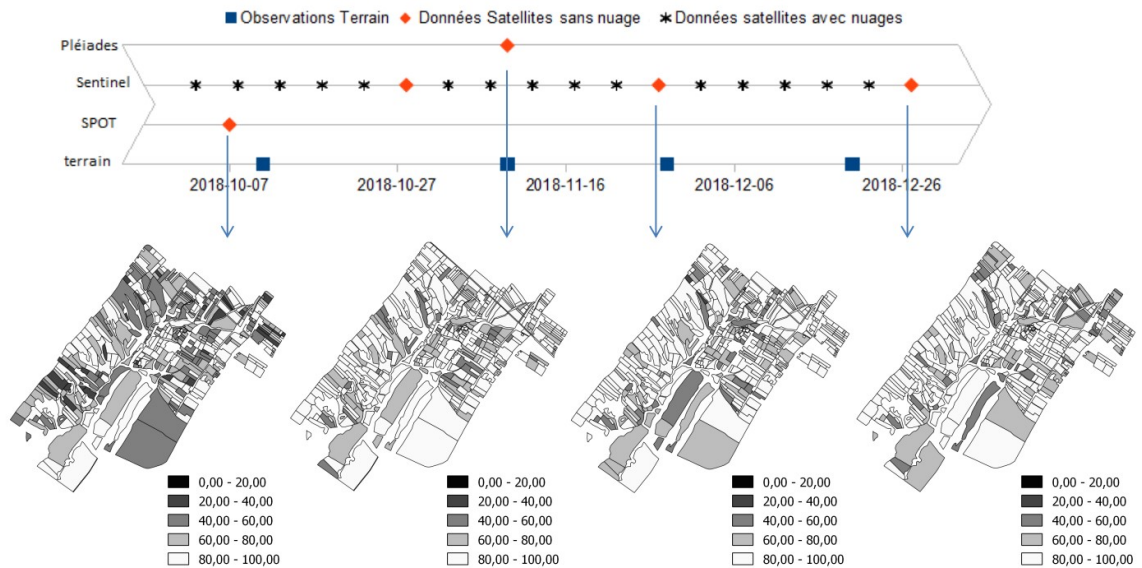 Observations Terrain Données Satellites sans nuage Données satellites avec nuages
Pléiades
Sentinel
SPOT
terrain
2018-10-07 2018-10-27 2018-11-16 2018-12-06 2018-12-26
0,00 - 20,00
20,00 - 40,00
40,00 - 60,00
60,00 - 80,00
80,00 - 100,00
0,00 - 20,00
20,00 - 40,00
40,00 - 60,00
60,00 - 80,00
80,00 - 100,00
0,00 - 20,00
20,00 - 40,00
40,00 - 60,00
60,00 - 80,00
80,00 - 100,00
0,00 - 20,00
20,00 - 40,00
40,00 - 60,00
60,00 - 80,00
80,00 - 100,00